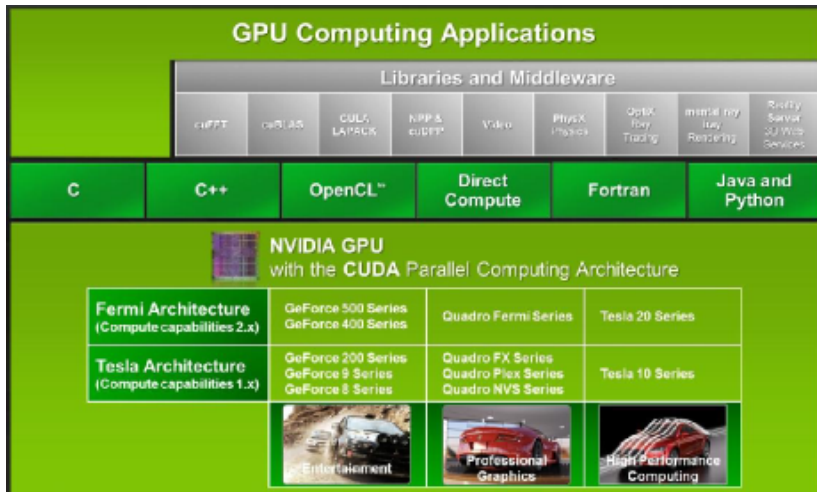 GPU Computing Applications
Libraries and Middleware
cuFFT
cuBLAS
CULA
LAPACK
NPP &
cuDPP
Video
PhysX
Physics
OptiX
Ray
Tracing
mental ray
iray
Rendering
Reality
Server
3D Web
Services
C
C++
OpenCL™
Direct
Compute
Fortran
Java and
Python
NVIDIA GPU
with the CUDA Parallel Computing Architecture
Fermi Architecture
(Compute capabilities 2.x)
GeForce 500 Series
GeForce 400 Series
Quadro Fermi Series
Tesla 20 Series
Tesla Architecture
(Compute capabilities 1.x)
GeForce 200 Series
GeForce 9 Series
GeForce 8 Series
Quadro FX Series
Quadro Plex Series
Quadro NVS Series
Tesla 10 Series
Entertainment
Professional
Graphics
High Performance
Computing